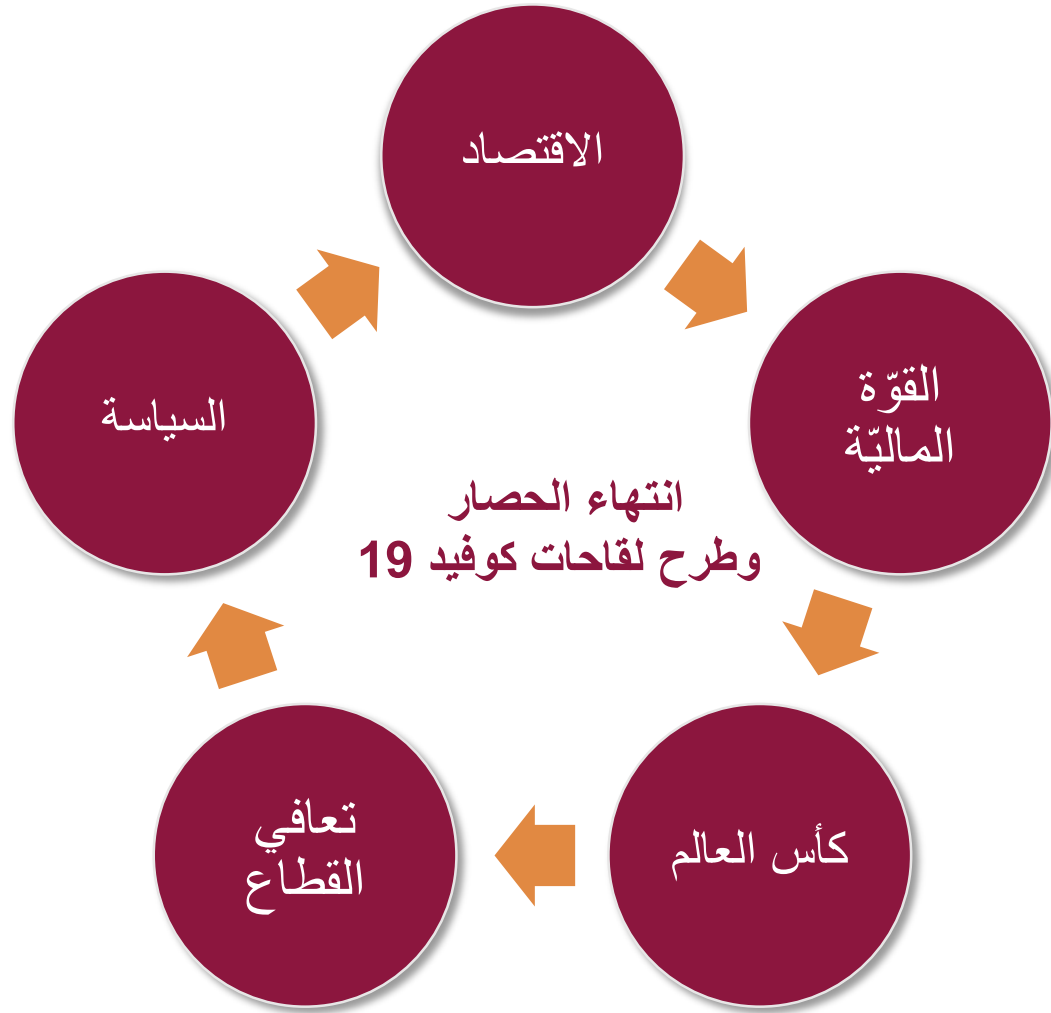 الاقتصاد
القوّة
الماليّة
كأس العالم
تعافي
القطاع
السياسة
انتهاء الحصار
وطرح لقاحات كوفيد 19